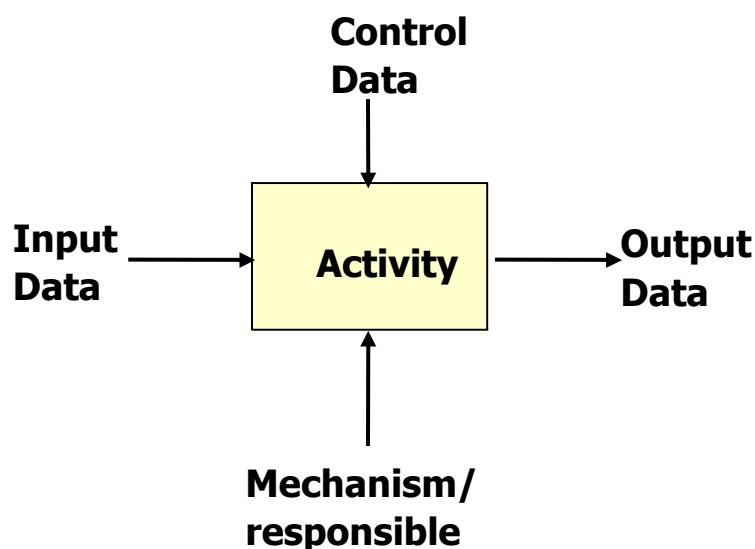 Control
Data
Input
Data
Activity
Output
Data
Mechanism/
responsible